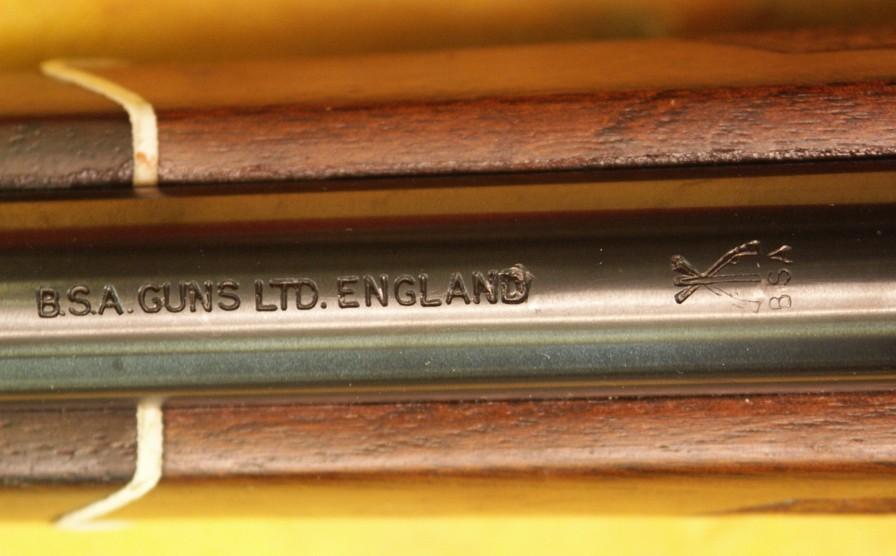 B.S.A. GUNS LTD. ENGLAND
BSA